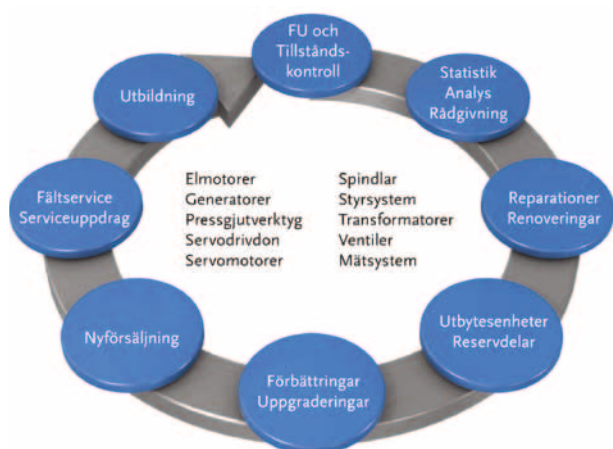 FU och
Tillstånds-
kontroll
Statistik
Analys
Rådgivning
Reparationer
Renoveringar
Utbytesenheter
Reservdelar
Förbättringar
Uppgraderingar
Nyförsäljning
Fältservice
Serviceuppdrag
Utbildning
Elmotorer
Generatorer
Pressgjutverktyg
Servodrivdon
Servomotorer
Spindlar
Styrsystem
Transformatorer
Ventiler
Mätsystem